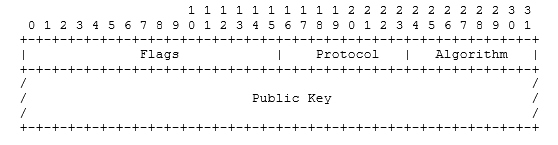 1 1 1 1 1 1 1 1 1 1 2 2 2 2 2 2 2 2 2 2 3 3
0 1 2 3 4 5 6 7 8 9 0 1 2 3 4 5 6 7 8 9 0 1 2 3 4 5 6 7 8 9 0 1
+-+-+-+-+-+-+-+-+-+-+-+-+-+-+-+-+-+-+-+-+-+-+-+-+-+-+-+-+-+-+-+-+
| Flags | Protocol | Algorithm |
+-+-+-+-+-+-+-+-+-+-+-+-+-+-+-+-+-+-+-+-+-+-+-+-+-+-+-+-+-+-+-+-+
/ /
/ Public Key /
/ /
+-+-+-+-+-+-+-+-+-+-+-+-+-+-+-+-+-+-+-+-+-+-+-+-+-+-+-+-+-+-+-+-+